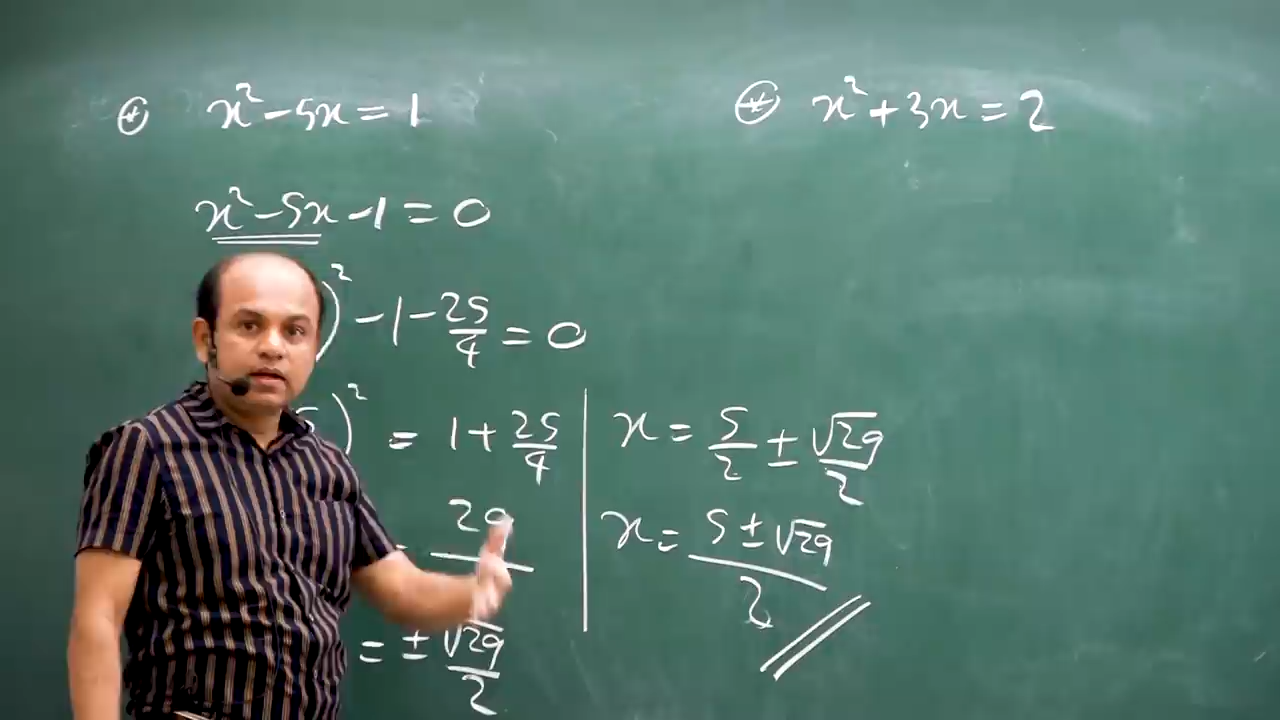 ⊛ x² - 5x = 1
x² - 5x - 1 = 0
)² - 1 - 25/4 = 0
)² = 1 + 25/4
29
= ± √29/2
x = 5/2 ± √29/2
x = (5 ± √29)/2
⊛ x² + 3x = 2